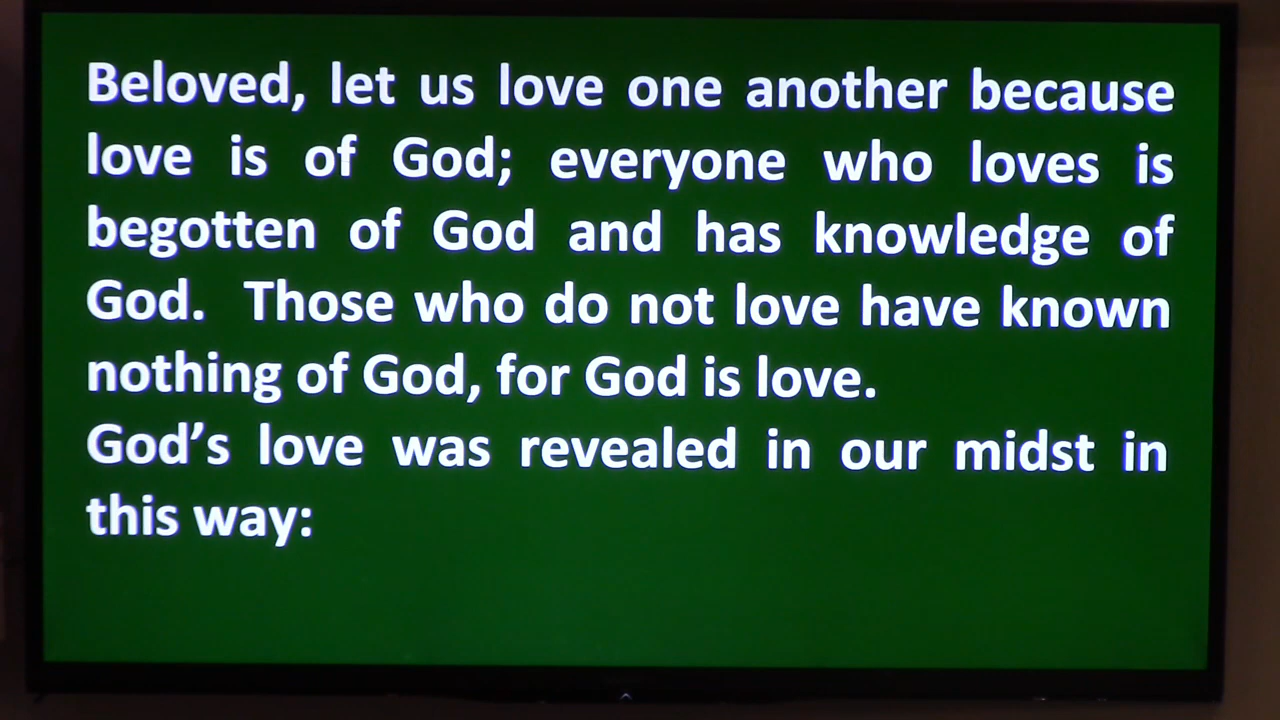 Beloved, let us love one another because
love is of God; everyone who loves is
begotten of God and has knowledge of
God. Those who do not love have known
nothing of God, for God is love.
God’s love was revealed in our midst in
this way: